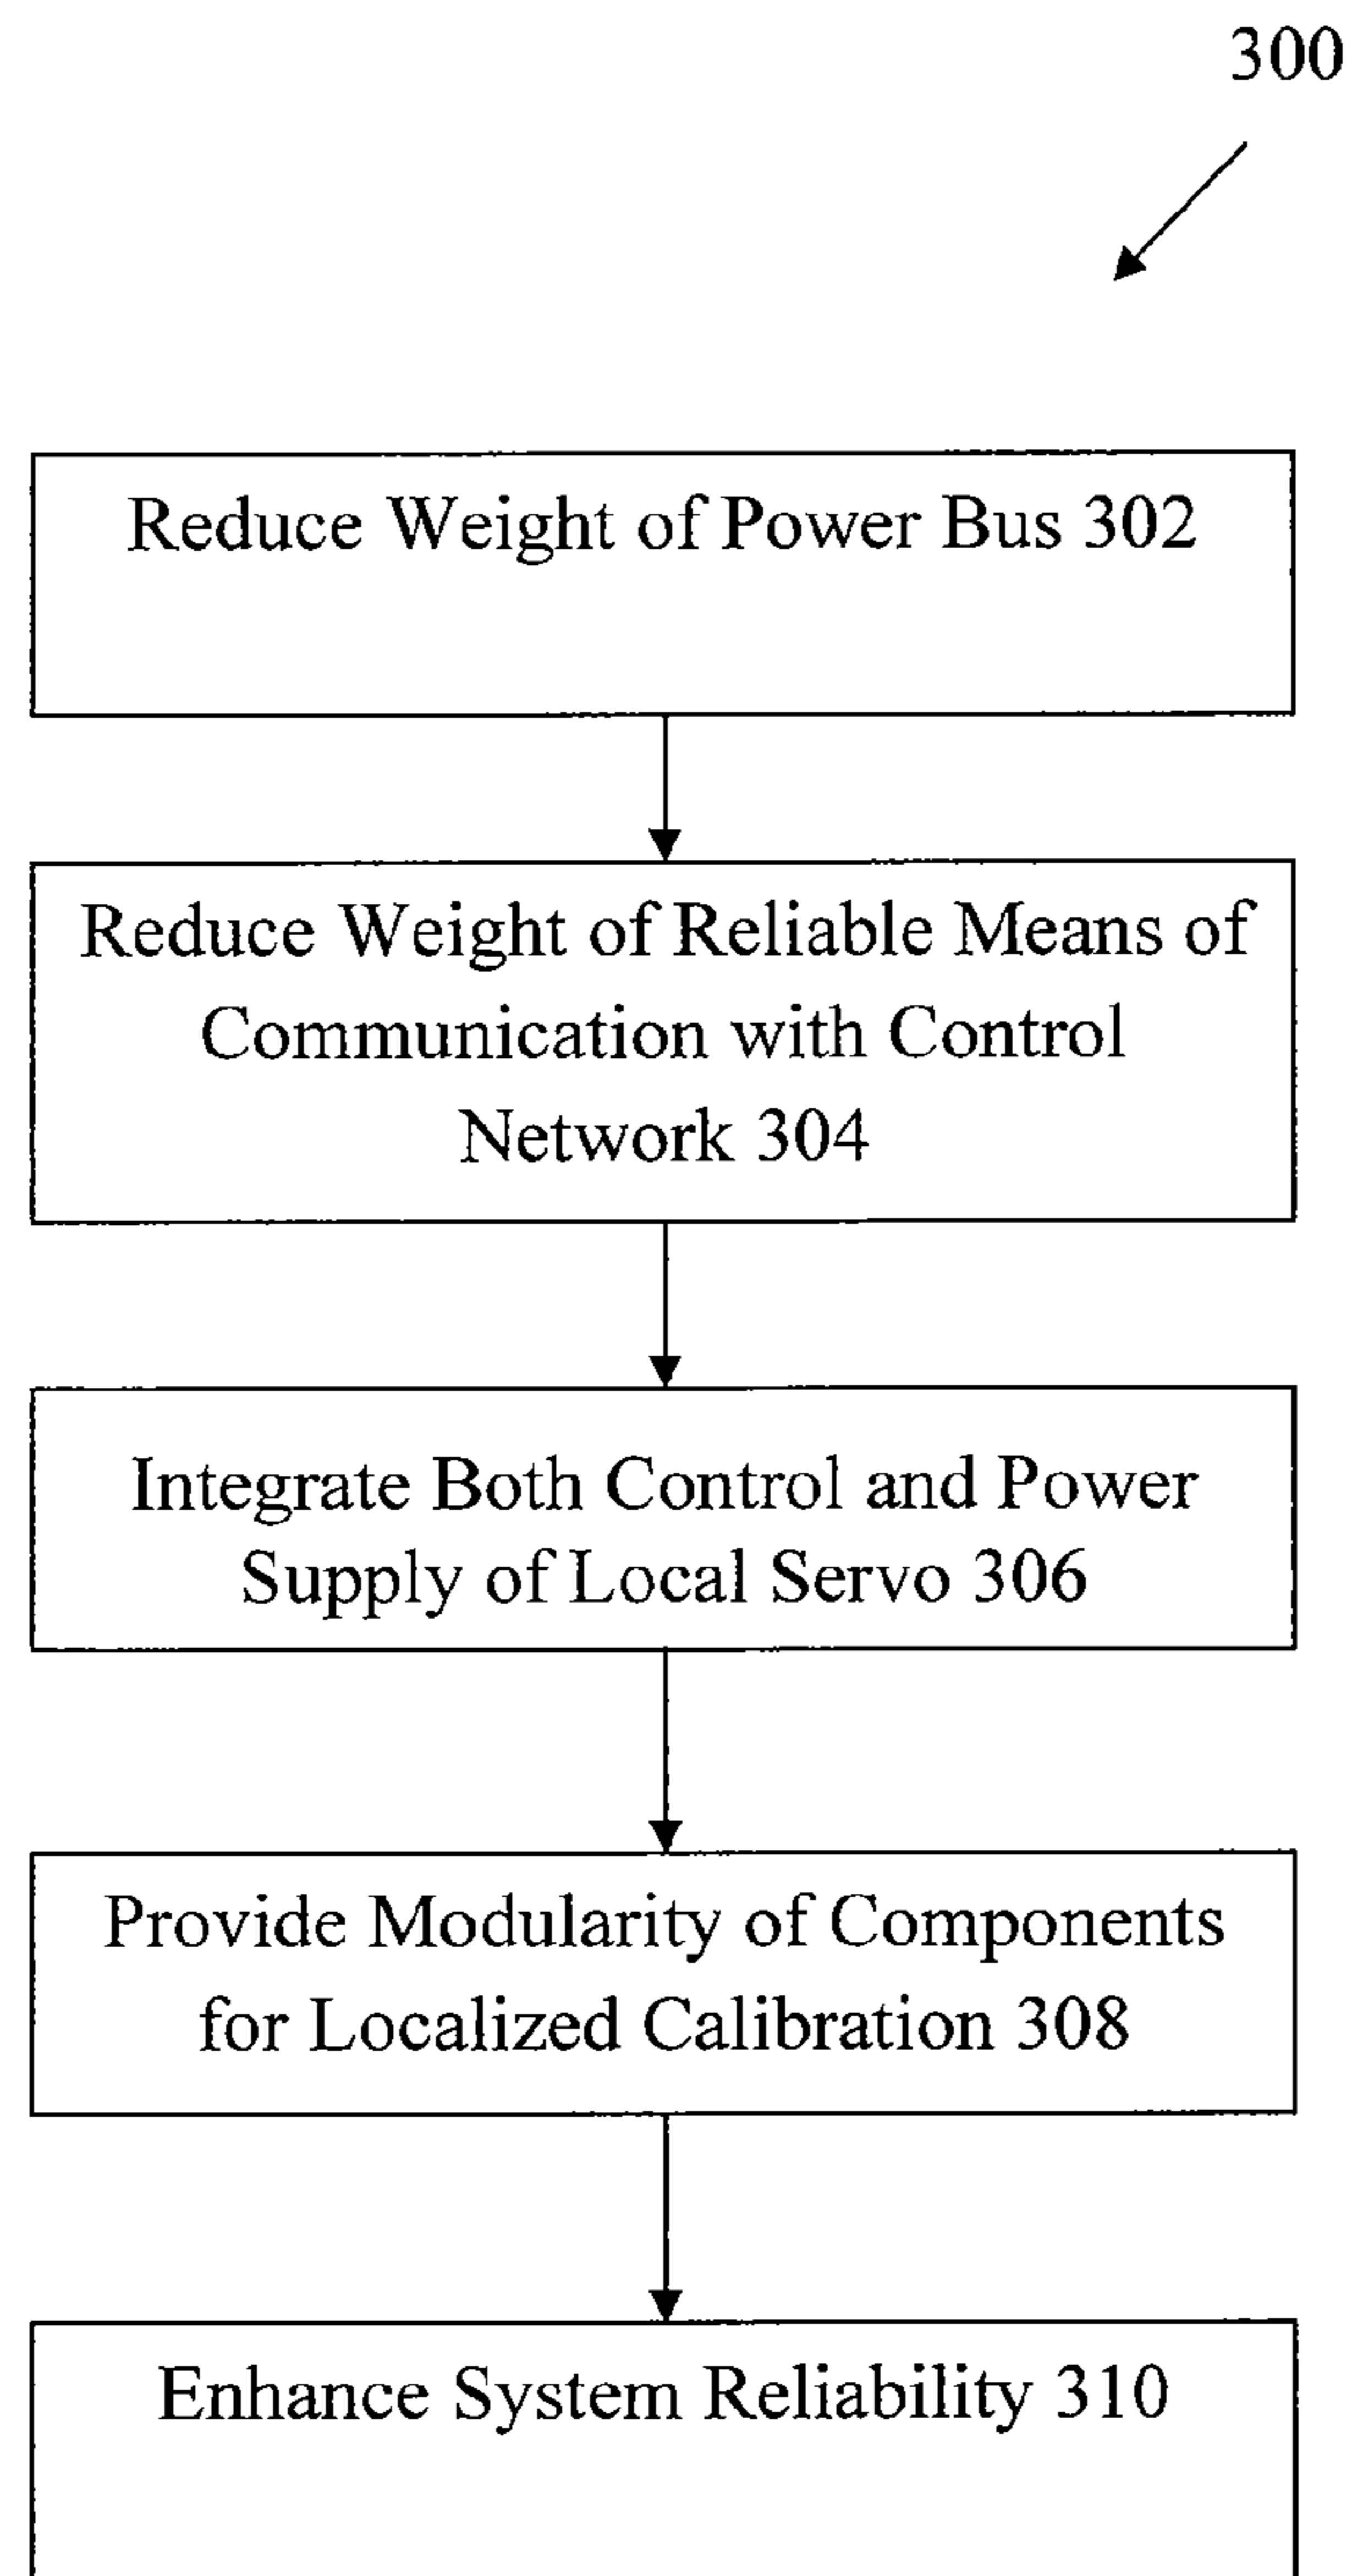 300
Reduce Weight of Power Bus 302
Reduce Weight of Reliable Means of
Communication with Control
Network 304
Integrate Both Control and Power
Supply of Local Servo 306
Provide Modularity of Components
for Localized Calibration 308
Enhance System Reliability 310